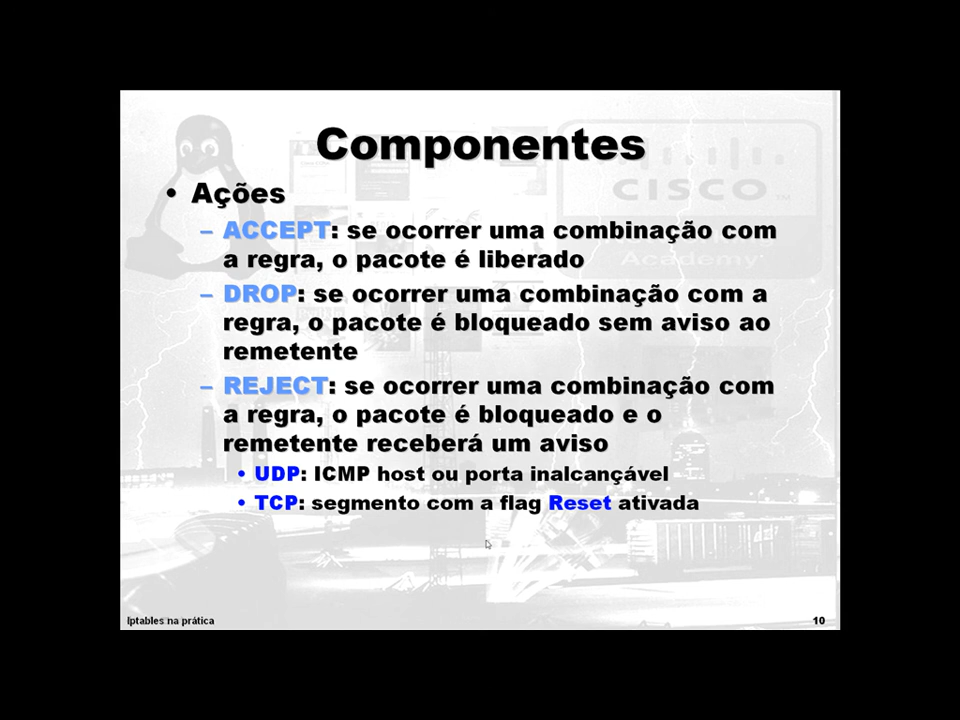 Componentes
• Ações
– ACCEPT: se ocorrer uma combinação com
a regra, o pacote é liberado
– DROP: se ocorrer uma combinação com a
regra, o pacote é bloqueado sem aviso ao
remetente
– REJECT: se ocorrer uma combinação com
a regra, o pacote é bloqueado e o
remetente receberá um aviso
• UDP: ICMP host ou porta inalcançável
• TCP: segmento com a flag Reset ativada
CISCO
TM
Academy
Iptables na prática
10